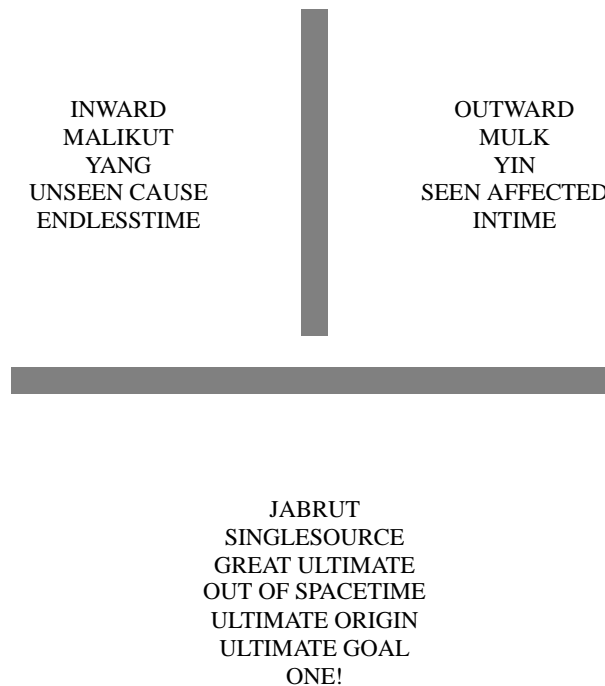 INWARD
MALIKUT
YANG
UNSEEN CAUSE
ENDLESSTIME
OUTWARD
MULK
YIN
SEEN AFFECTED
INTIME
JABRUT
SINGLESOURCE
GREAT ULTIMATE
OUT OF SPACETIME
ULTIMATE ORIGIN
ULTIMATE GOAL
ONE!